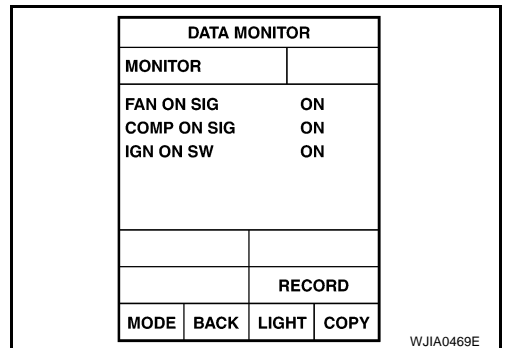 DATA MONITOR
MONITOR
FAN ON SIG ON
COMP ON SIG ON
IGN ON SW ON
RECORD
MODE BACK LIGHT COPY
WJIA0469E